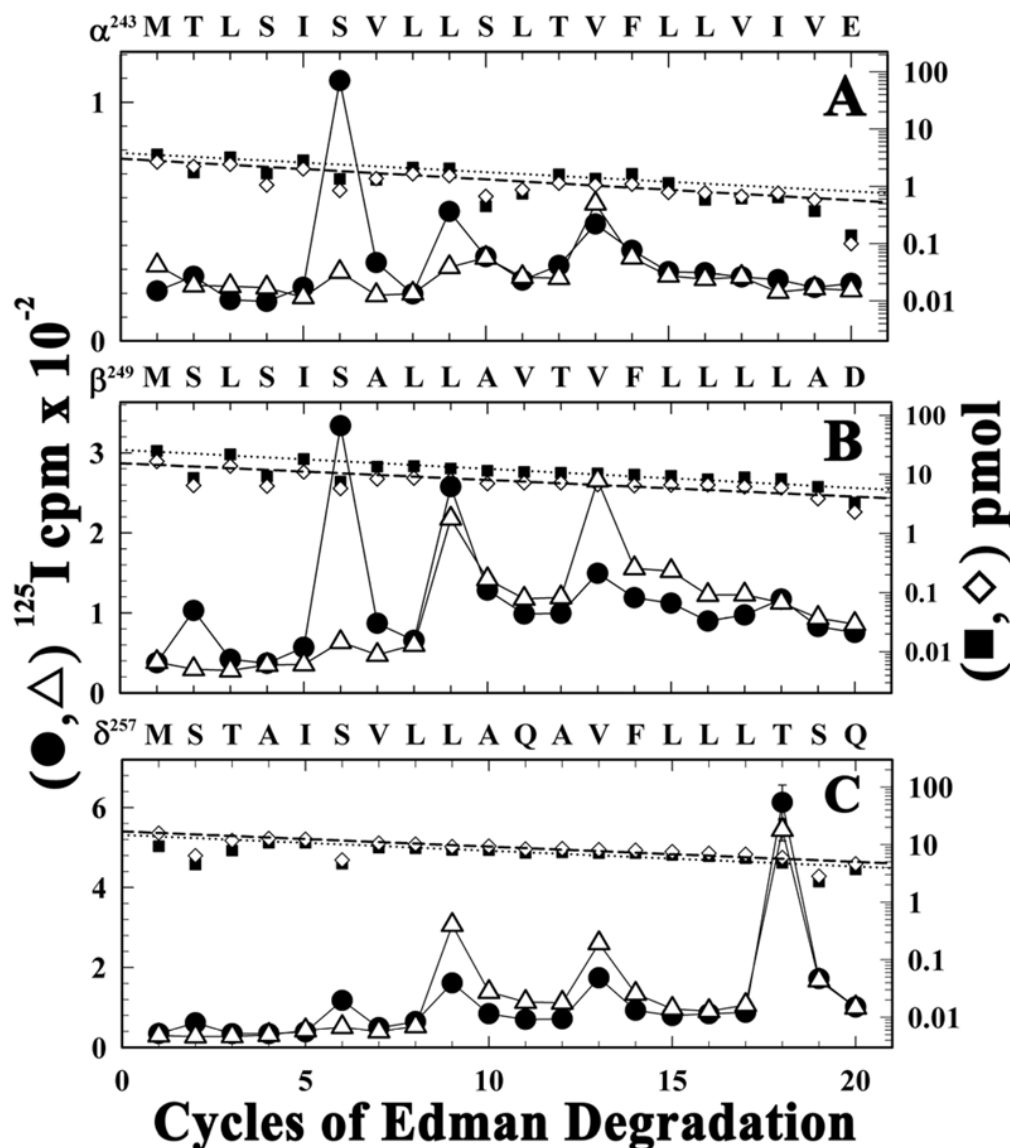 α²⁴³ M T L S I S V L L S L T V F L L V I V E
A
1
0
100
10
1
0.1
0.01
β²⁴⁹ M S L S I S A L L A V T V F L L L L A D
B
3
2
1
0
100
10
1
0.1
0.01
δ²⁵⁷ M S T A I S V L L A Q A V F L L L T S Q
C
6
4
2
0
100
10
1
0.1
0.01
0 5 10 15 20
Cycles of Edman Degradation
(●,△) ¹²⁵I cpm x 10⁻²
(■,◇) pmol